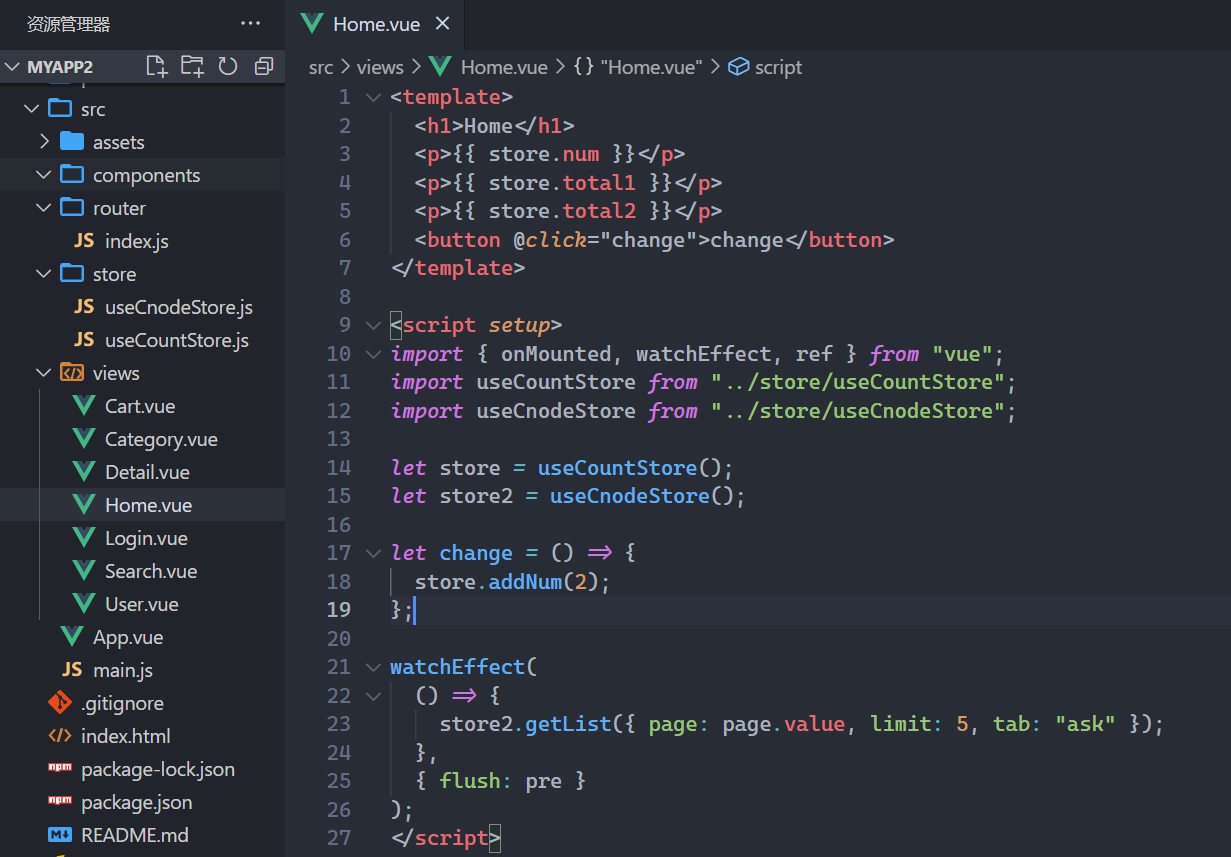 资源管理器 ···
MYAPP2
src
assets
components
router
JS index.js
store
JS useCnodeStore.js
JS useCountStore.js
views
Cart.vue
Category.vue
Detail.vue
Home.vue
Login.vue
Search.vue
User.vue
App.vue
JS main.js
.gitignore
index.html
npm package-lock.json
npm package.json
M README.md
Home.vue ×
src > views > Home.vue > {} "Home.vue" > script
1 <template>
2 <h1>Home</h1>
3 <p>{{ store.num }}</p>
4 <p>{{ store.total1 }}</p>
5 <p>{{ store.total2 }}</p>
6 <button @click="change">change</button>
7 </template>
8
9 <script setup>
10 import { onMounted, watchEffect, ref } from "vue";
11 import useCountStore from "../store/useCountStore";
12 import useCnodeStore from "../store/useCnodeStore";
13
14 let store = useCountStore();
15 let store2 = useCnodeStore();
16
17 let change = () => {
18 store.addNum(2);
19 };
20
21 watchEffect(
22 () => {
23 store2.getList({ page: page.value, limit: 5, tab: "ask" });
24 },
25 { flush: pre }
26 );
27 </script>